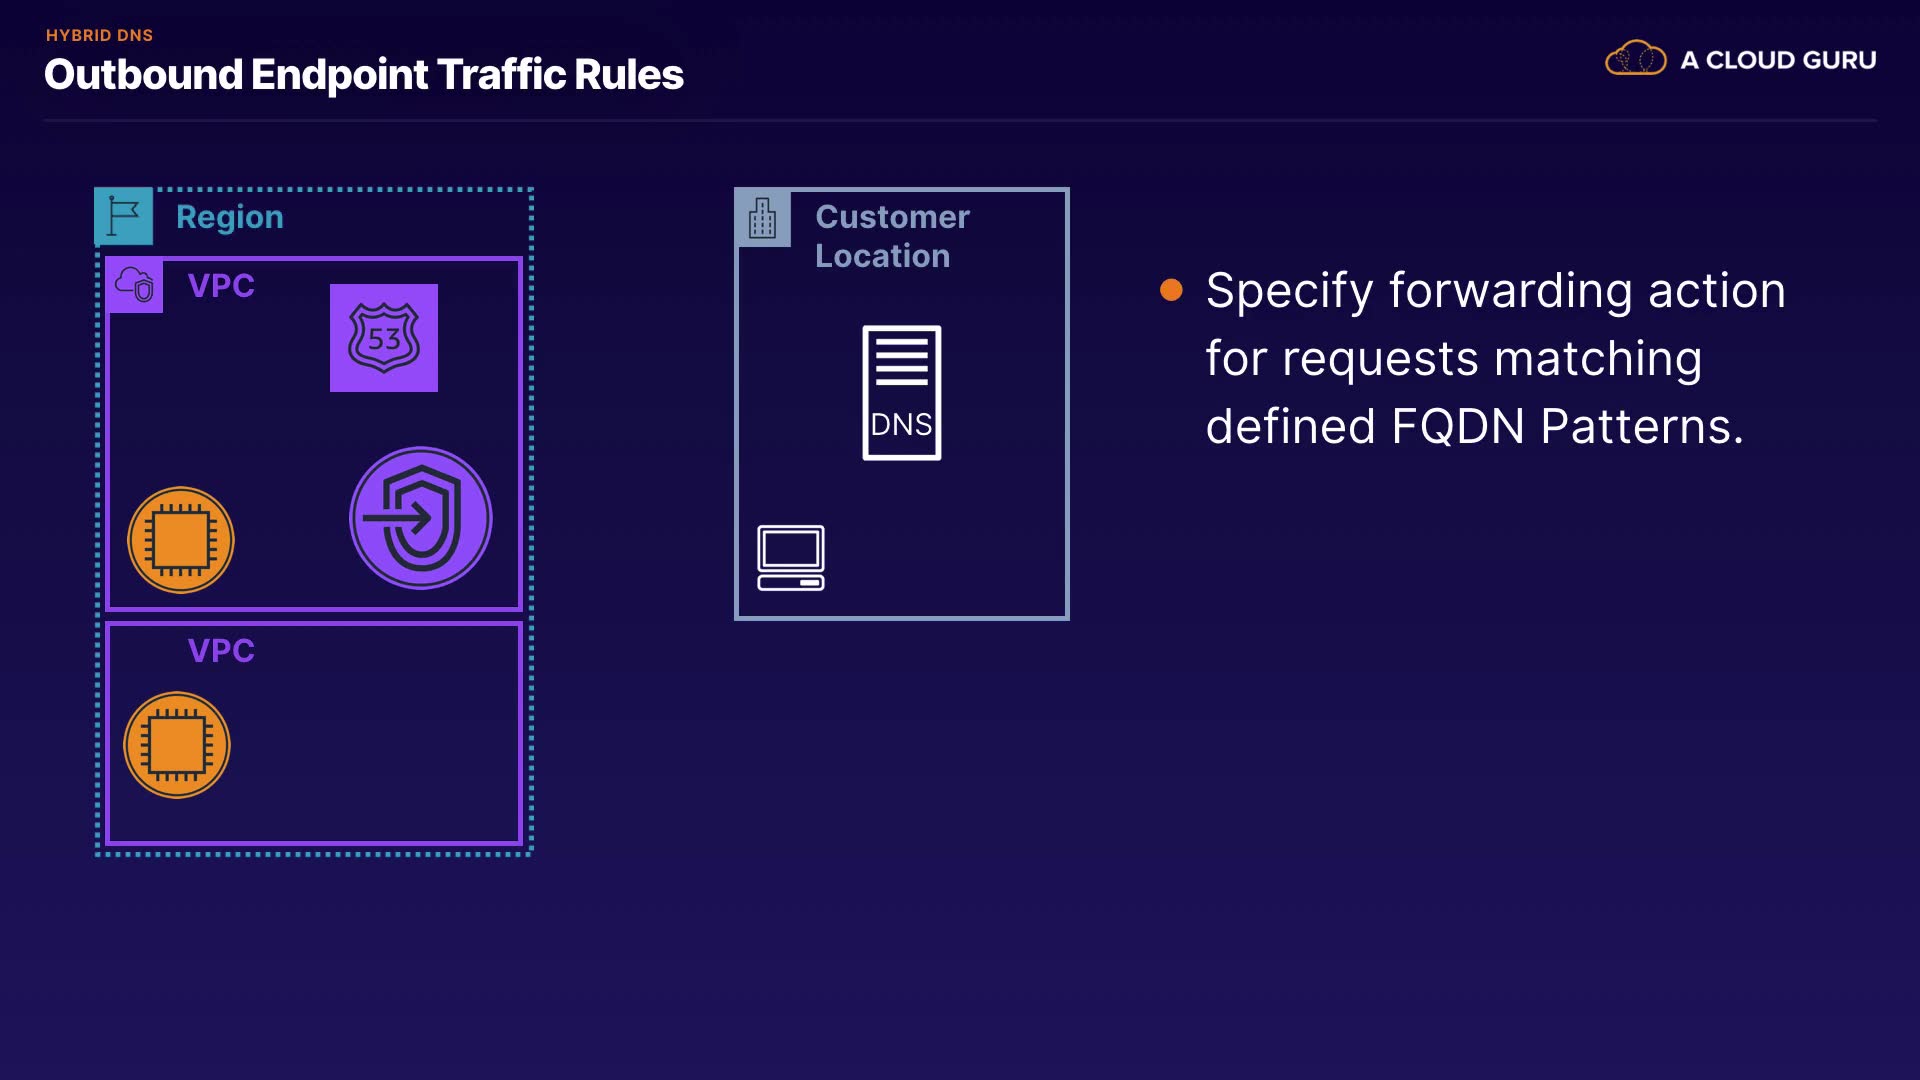 HYBRID DNS
Outbound Endpoint Traffic Rules
A CLOUD GURU
Region
VPC
53
VPC
Customer
Location
DNS
Specify forwarding action
for requests matching
defined FQDN Patterns.